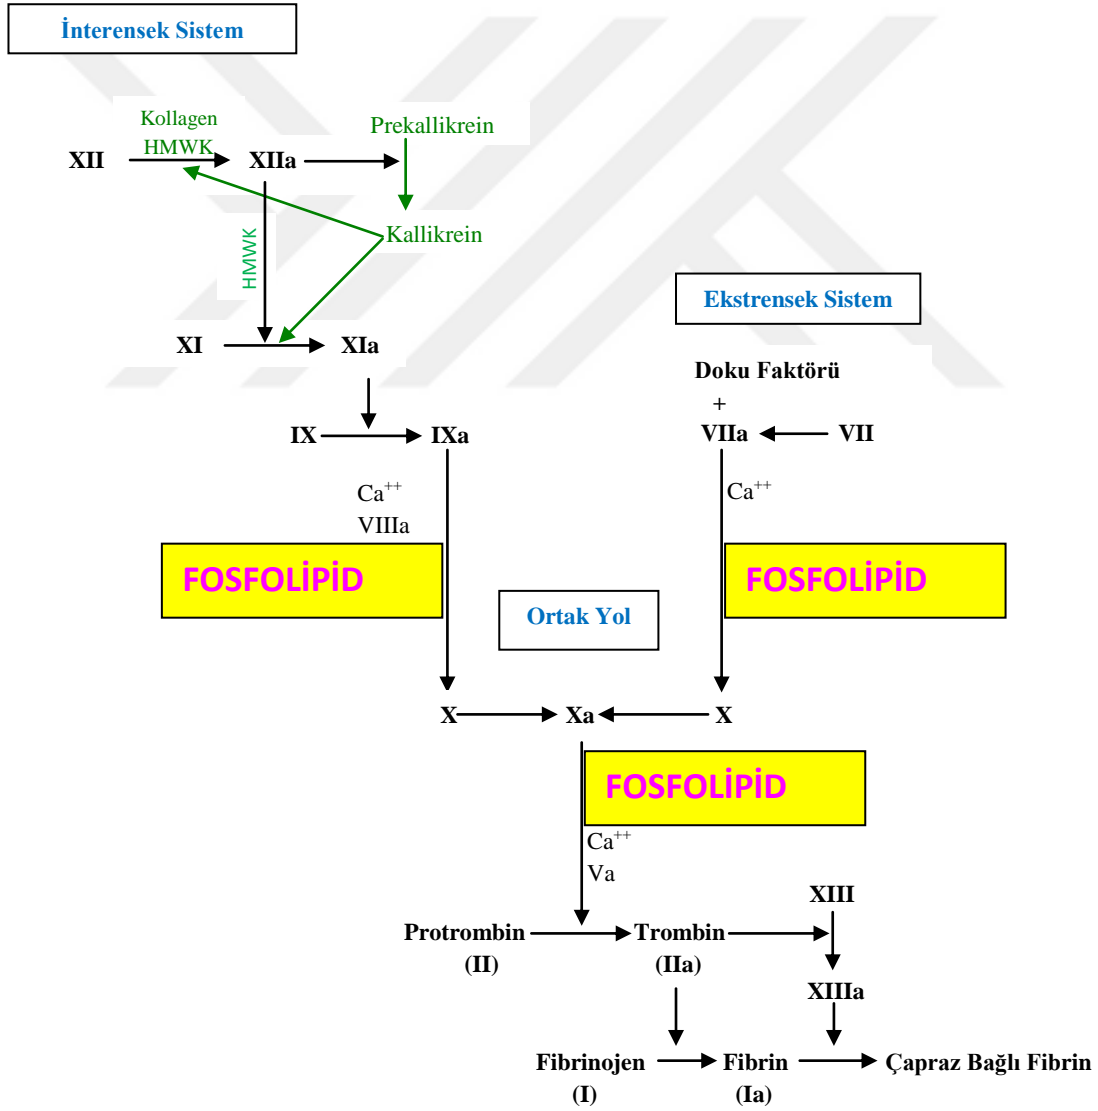 İnterensek Sistem
Kollagen
HMWK
Prekallikrein
XII
XIIa
HMWK
Kallikrein
Ekstrensek Sistem
XI
XIa
Doku Faktörü
+
IX
IXa
VIIa
VII
Ca++
VIIIa
Ca++
FOSFOLİPİD
FOSFOLİPİD
Ortak Yol
X
Xa
X
FOSFOLİPİD
Ca++
Va
XIII
Protrombin
(II)
Trombin
(IIa)
XIIIa
Fibrinojen
(I)
Fibrin
(Ia)
Çapraz Bağlı Fibrin